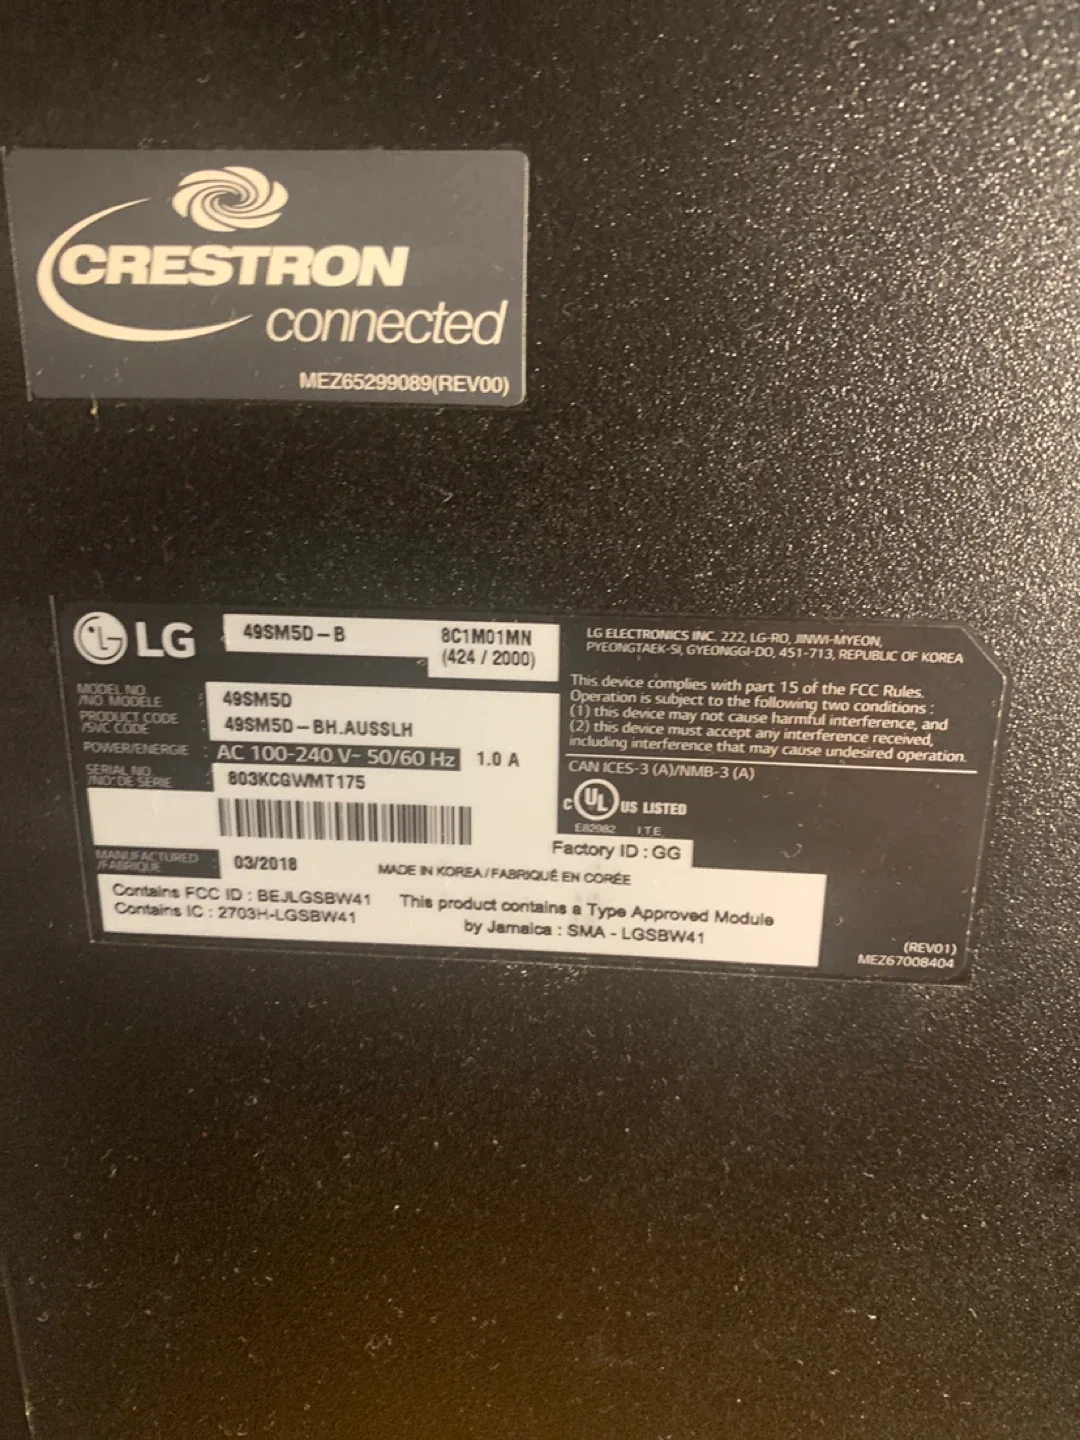 CRESTRON
connected
MEZ65299089(REV00)
LG
49SM5D-B
8C1M01MN
(424 / 2000)
MODEL NO.
/NO MODELE : 49SM5D
PRODUCT CODE
/SVC CODE : 49SM5D-BH.AUSSLH
POWER/ENERGIE : AC 100-240 V~ 50/60 Hz 1.0 A
SERIAL NO.
/NO DE SERIE : 803KCGWMT175
MANUFACTURED
/FABRIQUÉ : 03/2018
MADE IN KOREA / FABRIQUÉ EN CORÉE
Contains FCC ID : BEJLGSBW41
Contains IC : 2703H-LGSBW41
This product contains a Type Approved Module
by Jamaica : SMA - LGSBW41
LG ELECTRONICS INC. 222, LG-RO, JINWI-MYEON,
PYEONGTAEK-SI, GYEONGGI-DO, 451-713, REPUBLIC OF KOREA
This device complies with part 15 of the FCC Rules.
Operation is subject to the following two conditions :
(1) this device may not cause harmful interference, and
(2) this device must accept any interference received,
including interference that may cause undesired operation.
CAN ICES-3 (A)/NMB-3 (A)
C UL US LISTED
E82982 I.T.E.
Factory ID : GG
(REV01)
MEZ67008404